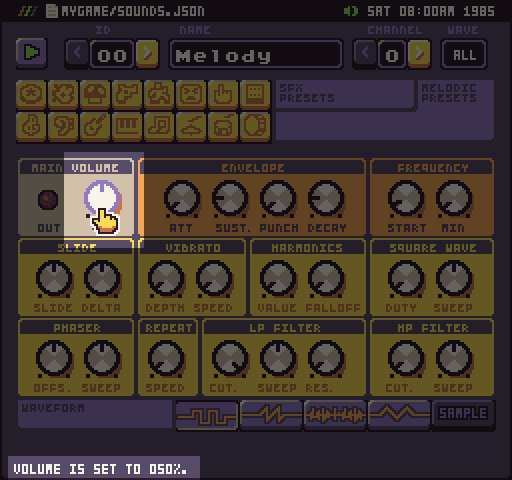 MYGAME/SOUNDS.JSON
SAT 08:00AM 1985
ID NAME CHANNEL WAVE
00 Melody 0 ALL
SFX PRESETS
MELODIC PRESETS
MAIN VOLUME ENVELOPE FREQUENCY
OUT ATT SUST. PUNCH DECAY START MIN
SLIDE VIBRATO HARMONICS SQUARE WAVE
SLIDE DELTA DEPTH SPEED VALUE FALLOFF DUTY SWEEP
PHASER REPEAT LP FILTER HP FILTER
OFFS. SWEEP SPEED CUT. SWEEP RES. CUT. SWEEP
WAVEFORM SAMPLE
VOLUME IS SET TO 050%.